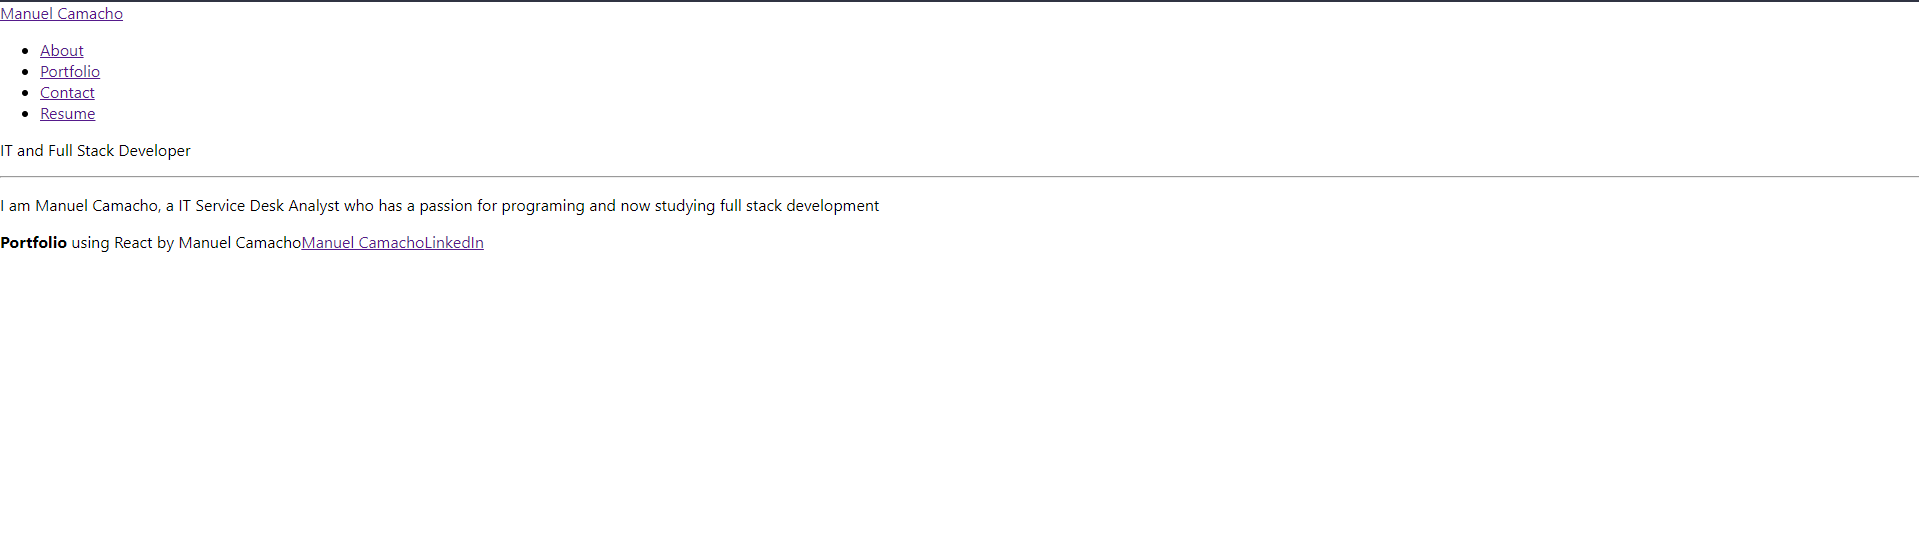 Manuel Camacho
About
Portfolio
Contact
Resume
IT and Full Stack Developer
I am Manuel Camacho, a IT Service Desk Analyst who has a passion for programing and now studying full stack development
Portfolio using React by Manuel CamachoManuel CamachoLinkedIn